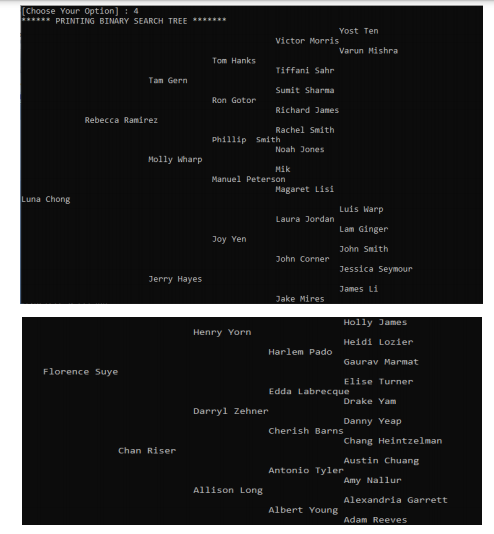 [Choose Your Option] : 4
****** PRINTING BINARY SEARCH TREE *******
Yost Ten
Victor Morris
Varun Mishra
Tom Hanks
Tiffani Sahr
Tam Gern
Sumit Sharma
Ron Gotor
Richard James
Rebecca Ramirez
Rachel Smith
Phillip  Smith
Noah Jones
Molly Wharp
Mik
Manuel Peterson
Magaret Lisi
Luna Chong
Luis Warp
Laura Jordan
Lam Ginger
Joy Yen
John Smith
John Corner
Jessica Seymour
Jerry Hayes
James Li
Jake Mires
Holly James
Henry Yorn
Heidi Lozier
Harlem Pado
Gaurav Marmat
Florence Suye
Elise Turner
Edda Labrecque
Drake Yam
Darryl Zehner
Danny Yeap
Cherish Barns
Chang Heintzelman
Chan Riser
Austin Chuang
Antonio Tyler
Amy Nallur
Allison Long
Alexandria Garrett
Albert Young
Adam Reeves